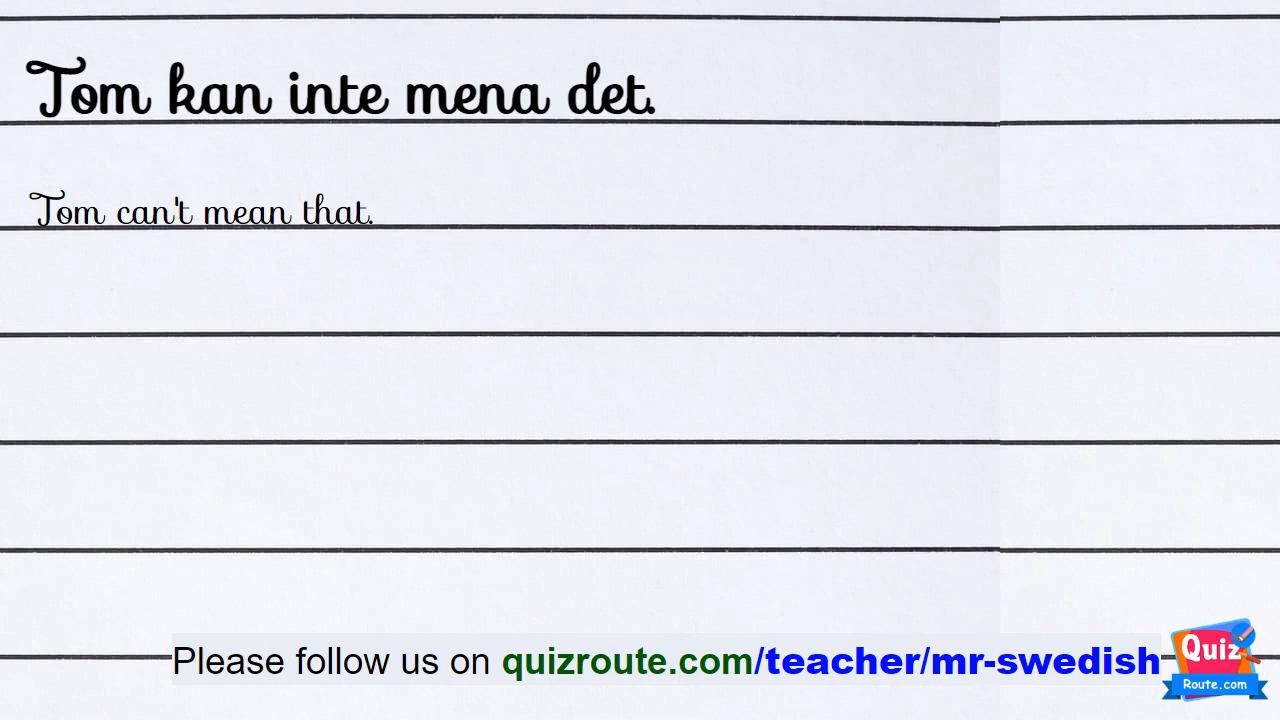 Tom kan inte mena det.
Tom can't mean that.
Please follow us on quizroute.com/teacher/mr-swedish
Quiz
Route.com